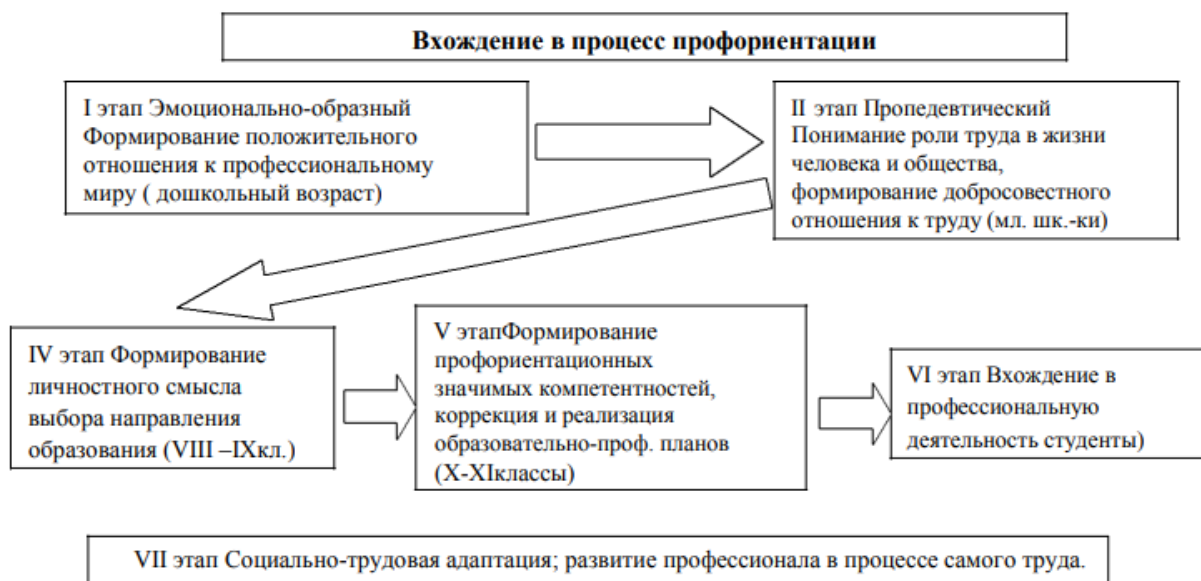 Вхождение в процесс профориентации
I этап Эмоционально-образный
Формирование положительного
отношения к профессиональному
миру ( дошкольный возраст)
II этап Пропедевтический
Понимание роли труда в жизни
человека и общества,
формирование добросовестного
отношения к труду (мл. шк.-ки)
IV этап Формирование
личностного смысла
выбора направления
образования (VIII –IXкл.)
V этапФормирование
профориентационных
значимых компетентностей,
коррекция и реализация
образовательно-проф. планов
(X-XIклассы)
VI этап Вхождение в
профессиональную
деятельность студенты)
VII этап Социально-трудовая адаптация; развитие профессионала в процессе самого труда.